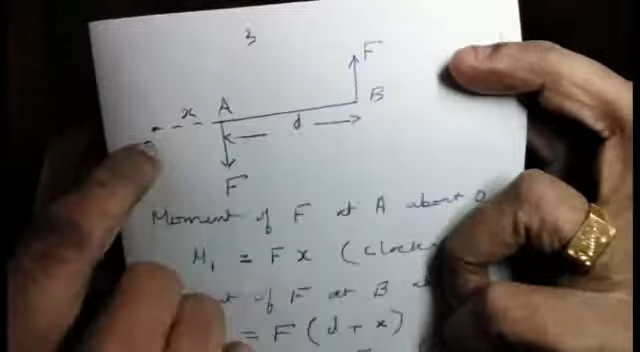 3
F
x A B
d
F
Moment of F at A about O
M₁ = F x (clock
of F at B
= F (d + x)